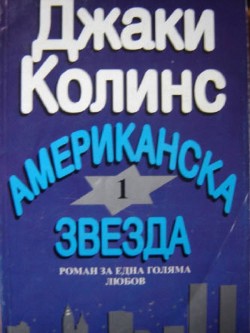 Джаки
Колинс
АМЕРИКАНСКА
1
ЗВЕЗДА
РОМАН ЗА ЕДНА ГОЛЯМА
ЛЮБОВ